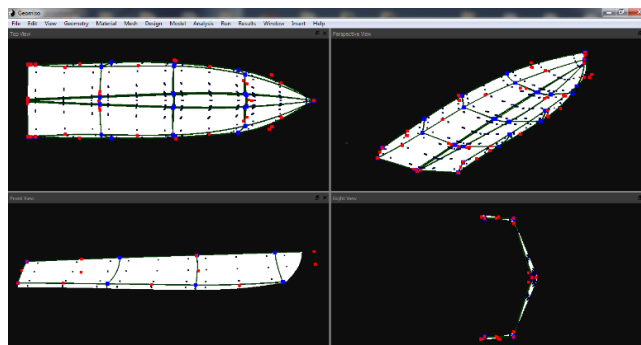 Geomiso
File Edit View Geometry Material Mesh Design Model Analysis Run Results Window Insert Help
Top View
Perspective View
Front View
Right View